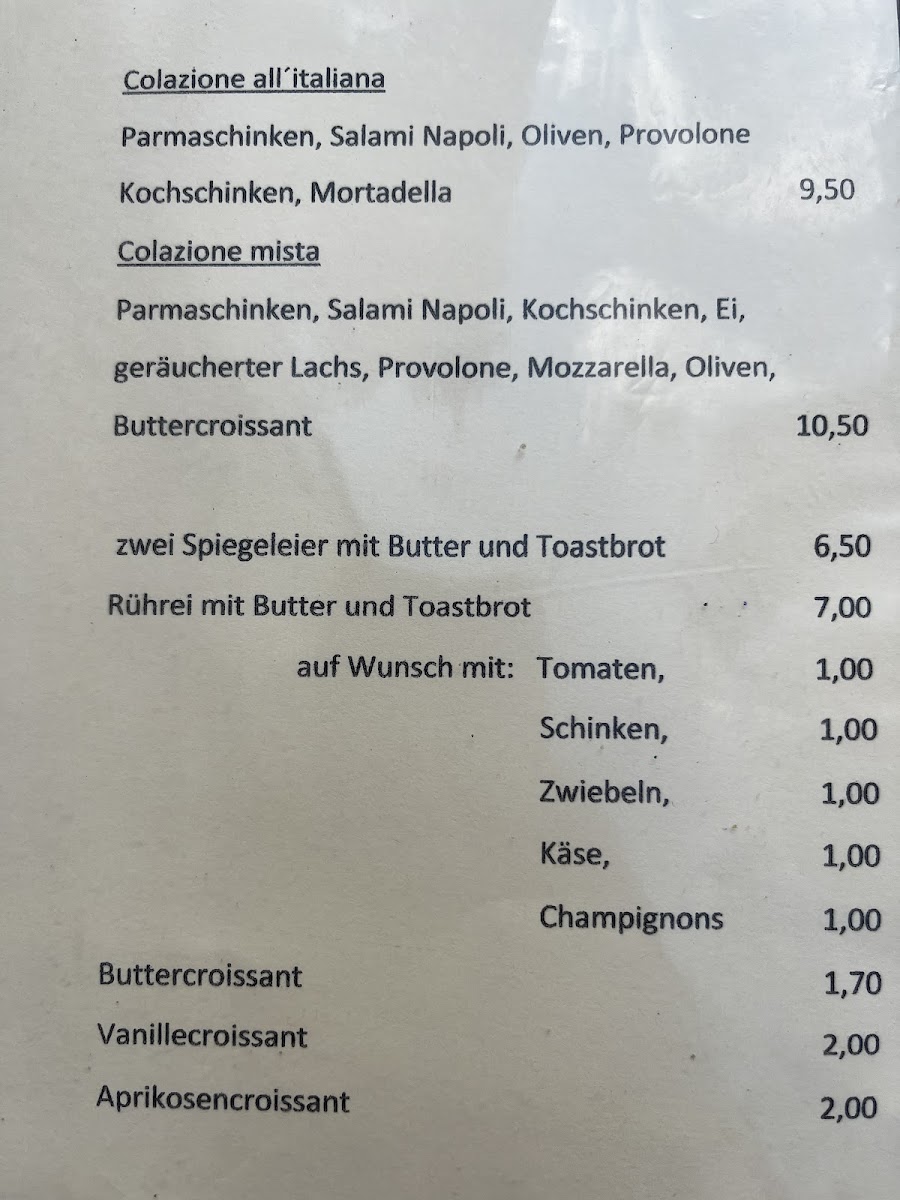 Colazione all´italiana
Parmaschinken, Salami Napoli, Oliven, Provolone
Kochschinken, Mortadella 9,50
Colazione mista
Parmaschinken, Salami Napoli, Kochschinken, Ei,
geräucherter Lachs, Provolone, Mozzarella, Oliven,
Buttercroissant 10,50
zwei Spiegeleier mit Butter und Toastbrot 6,50
Rührei mit Butter und Toastbrot 7,00
auf Wunsch mit: Tomaten, 1,00
Schinken, 1,00
Zwiebeln, 1,00
Käse, 1,00
Champignons 1,00
Buttercroissant 1,70
Vanillecroissant 2,00
Aprikosencroissant 2,00